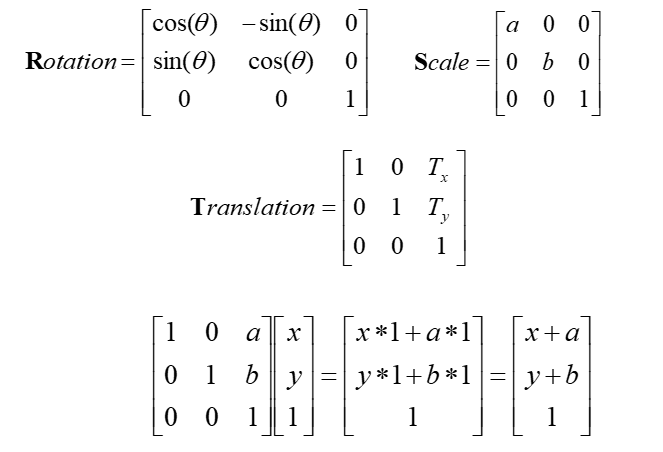 Rotation = [cos(θ) −sin(θ) 0] Scale = [a 0 0]
[sin(θ) cos(θ) 0] [0 b 0]
[0 0 1] [0 0 1]
Translation = [1 0 Tx]
[0 1 Ty]
[0 0 1]
[1 0 a] [x] = [x*1+a*1] = [x+a]
[0 1 b] [y] [y*1+b*1] [y+b]
[0 0 1] [1] [1] [1]